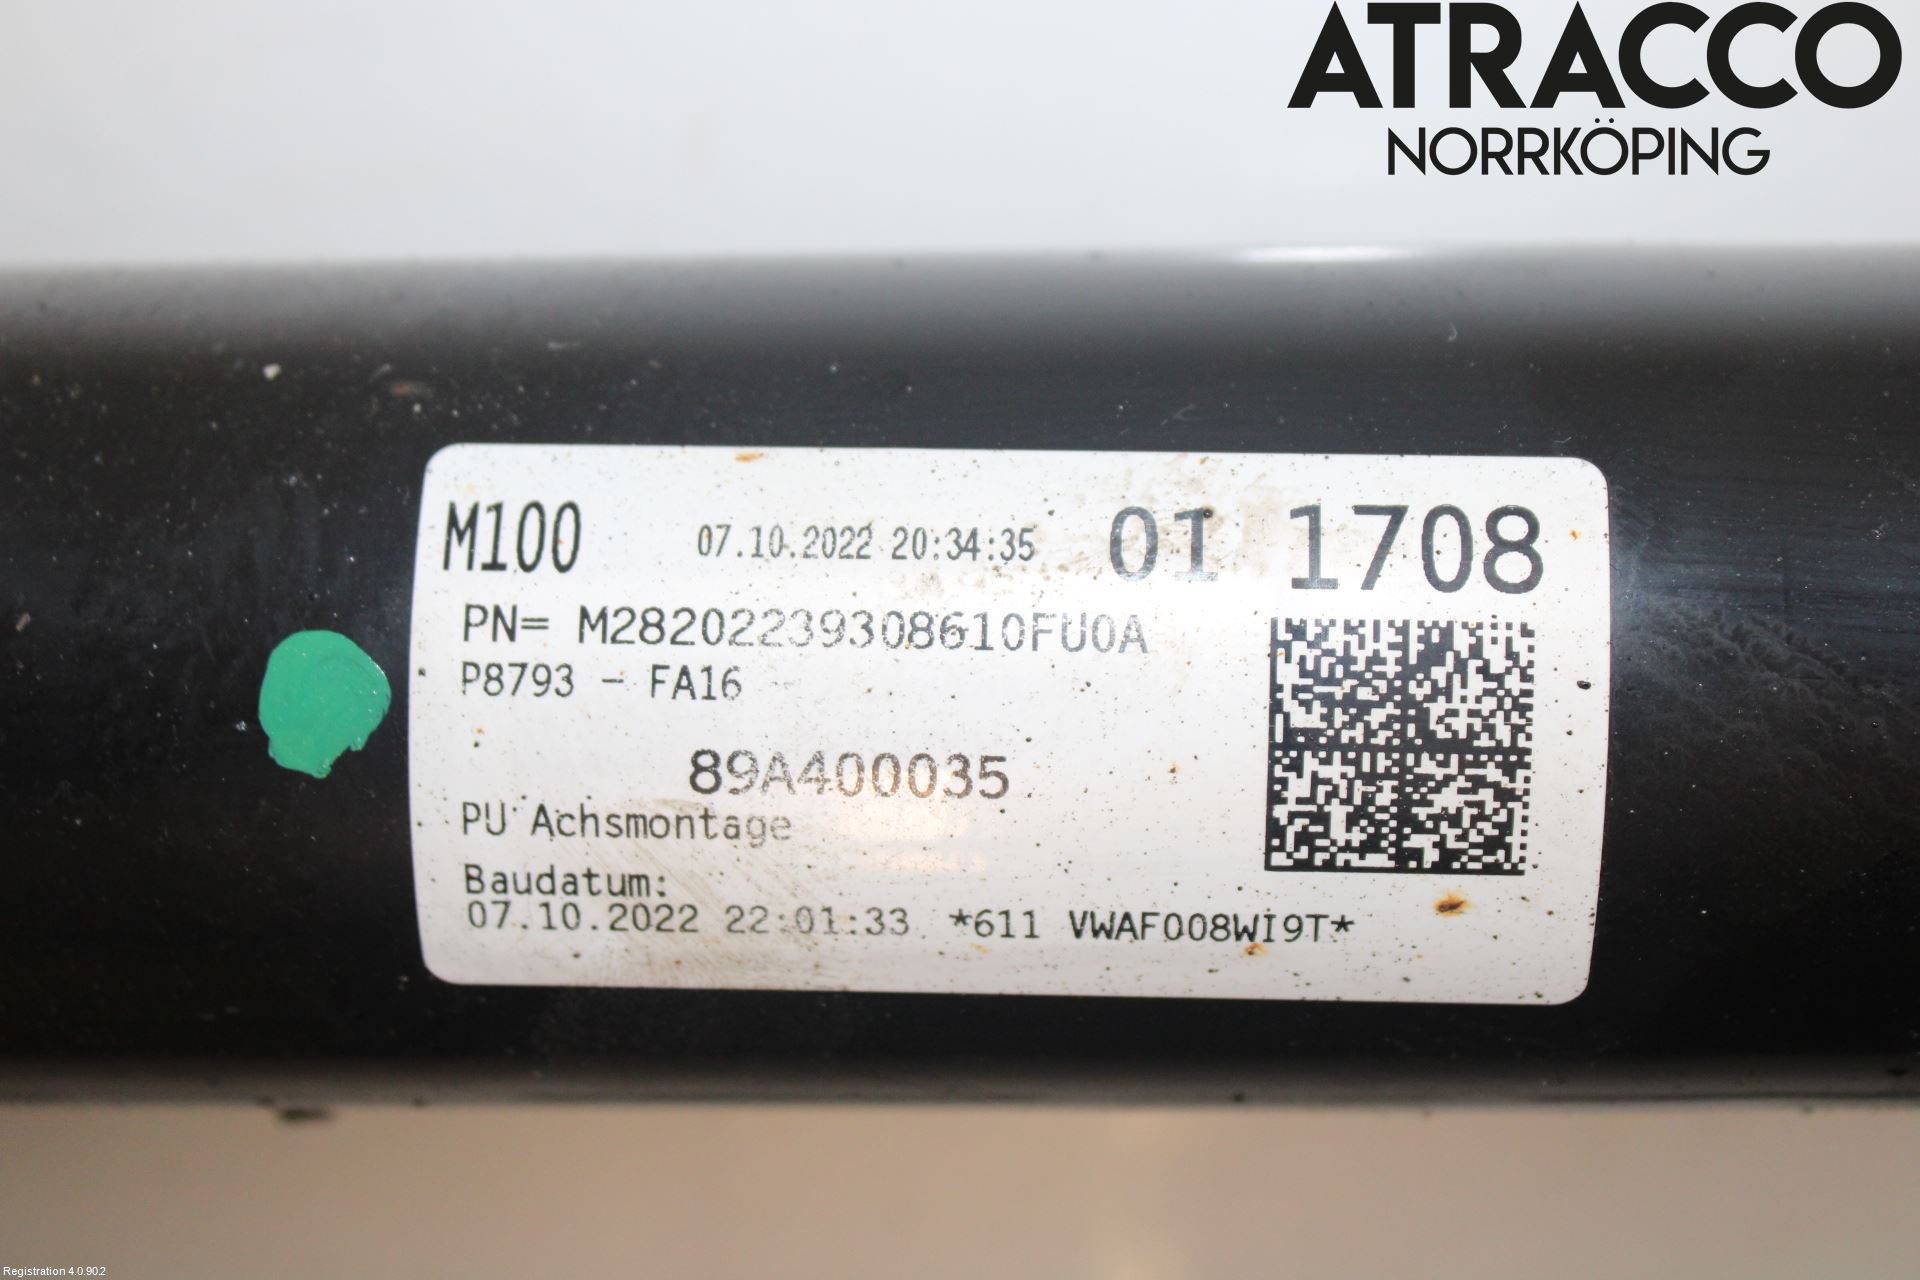 ATRACCO
NORRKÖPING
M100 07.10.2022 20:34:35 01 1708
PN= M28202239308610FU0A
P8793 - FA16
89A400035
PU Achsmontage
Baudatum:
07.10.2022 22:01:33 *611 VWAF008WI9T*
Registration 4.0.90.2